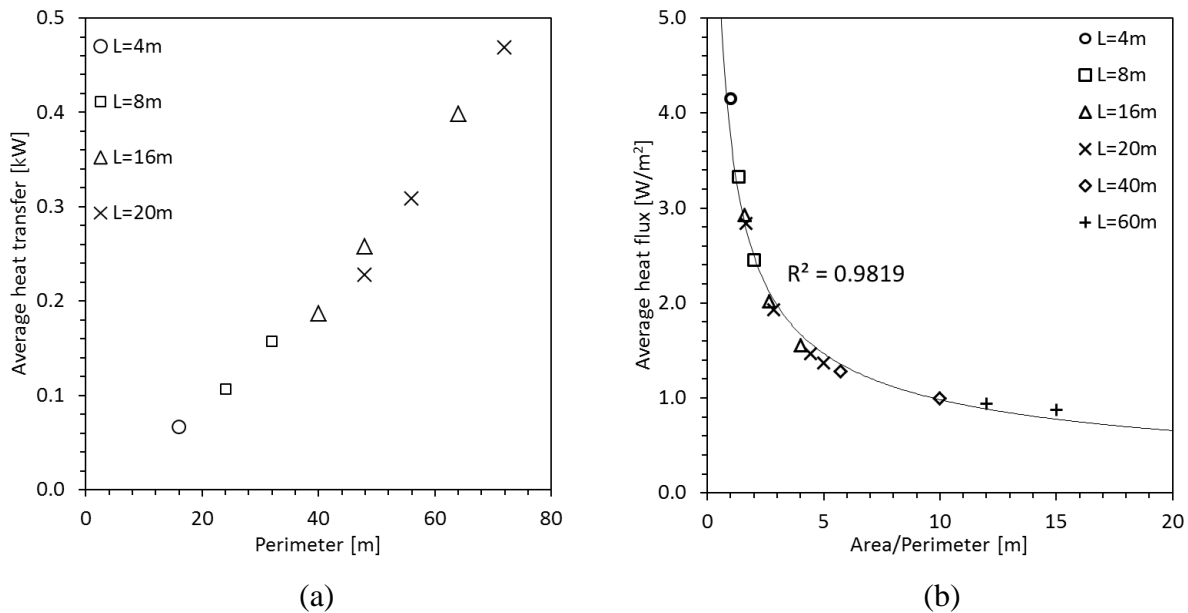 0.5
0.4
0.3
0.2
0.1
0.0
Average heat transfer [kW]
L=4m
L=8m
L=16m
L=20m
0
20
40
60
80
Perimeter [m]
(a)
5.0
4.0
3.0
2.0
1.0
0.0
Average heat flux [W/m²]
L=4m
L=8m
L=16m
L=20m
L=40m
L=60m
R² = 0.9819
0
5
10
15
20
Area/Perimeter [m]
(b)